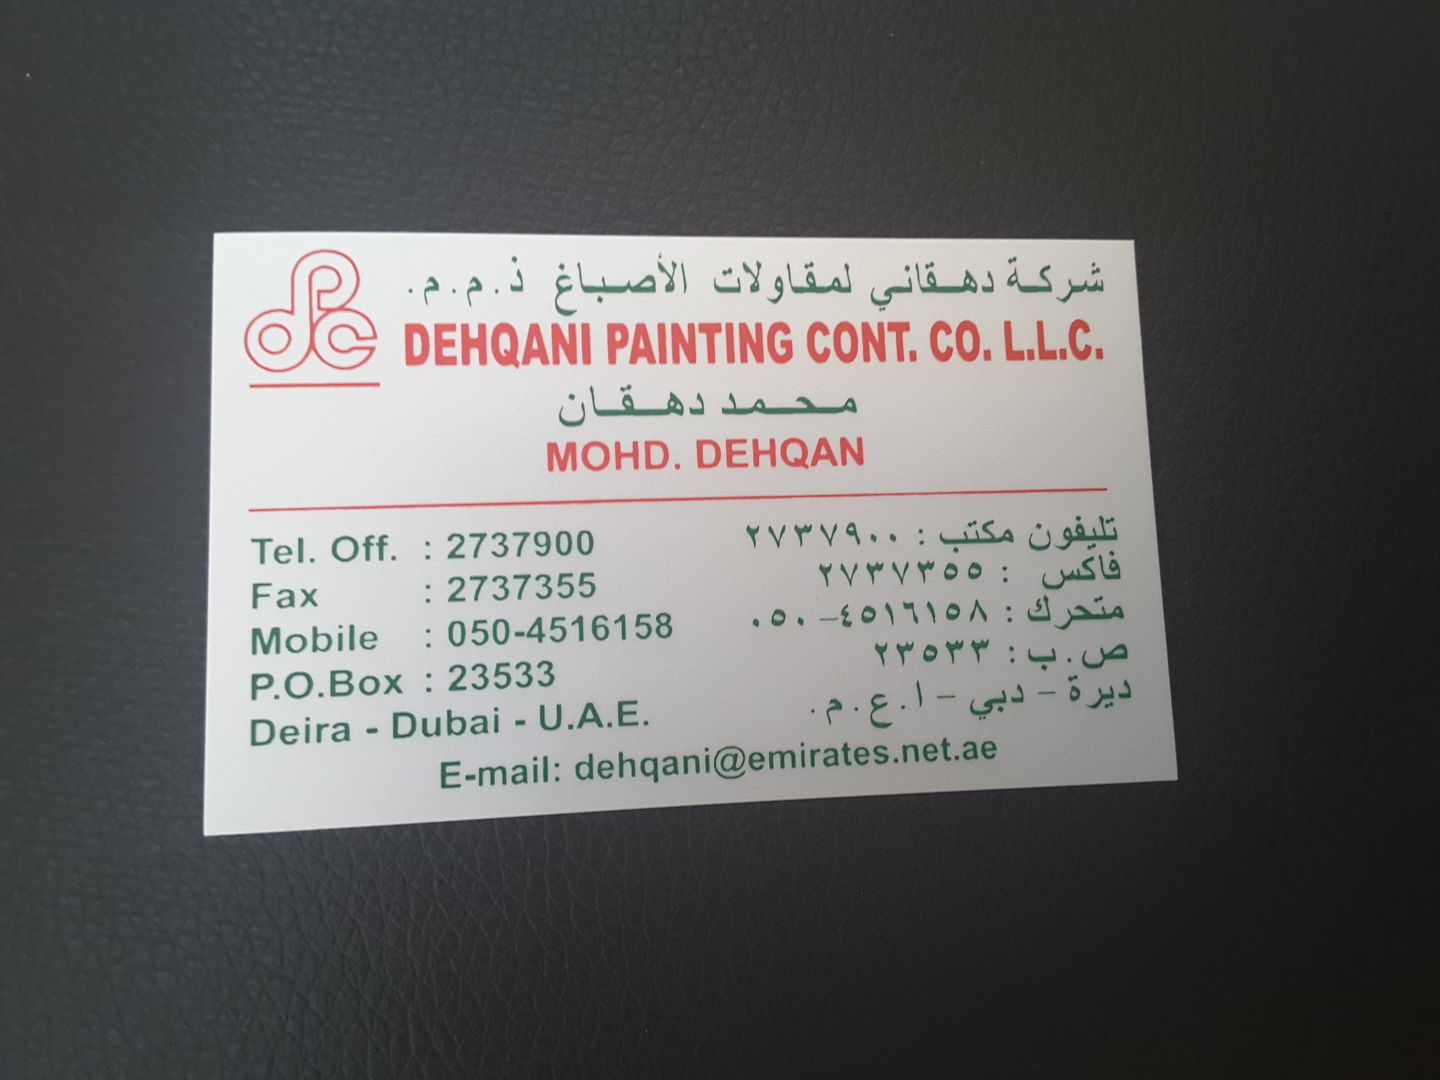 شركة دهقاني لمقاولات الأصباغ ذ.م.م.
dpc
DEHQANI PAINTING CONT. CO. L.L.C.
محمد دهقان
MOHD. DEHQAN
Tel. Off. : 2737900
تليفون مكتب : ٢٧٣٧٩٠٠
Fax : 2737355
فاكس : ٢٧٣٧٣٥٥
Mobile : 050-4516158
متحرك : ٤٥١٦١٥٨-٠٥٠
P.O.Box : 23533
ص.ب : ٢٣٥٣٣
Deira - Dubai - U.A.E.
ديرة - دبي - ا.ع.م.
E-mail: dehqani@emirates.net.ae